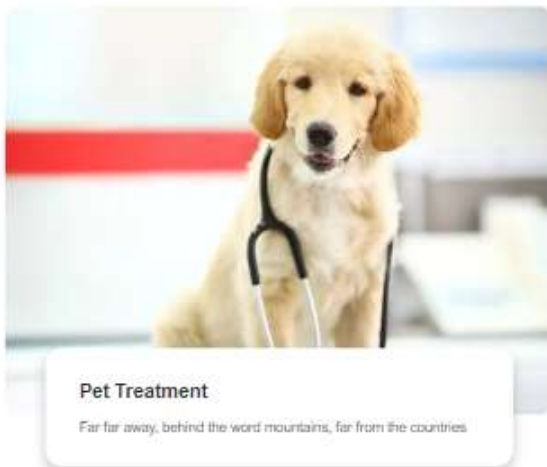 Pet Treatment
Far far away, behind the word mountains, far from the countries